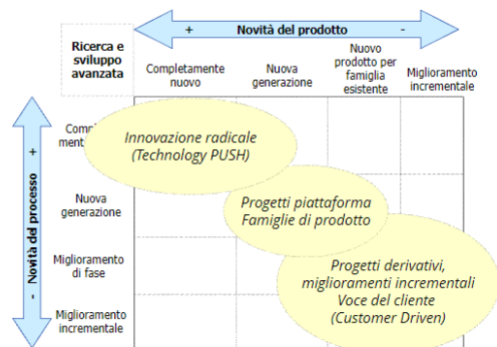 + Novità del prodotto -
Ricerca e
sviluppo
avanzata
Completamente
nuovo
Nuova
generazione
Nuovo
prodotto per
famiglia
esistente
Miglioramento
incrementale
- Novità del processo +
Nuova
generazione
Miglioramento
di fase
Miglioramento
incrementale
Innovazione radicale
(Technology PUSH)
Progetti piattaforma
Famiglie di prodotto
Progetti derivativi,
miglioramenti incrementali
Voce del cliente
(Customer Driven)